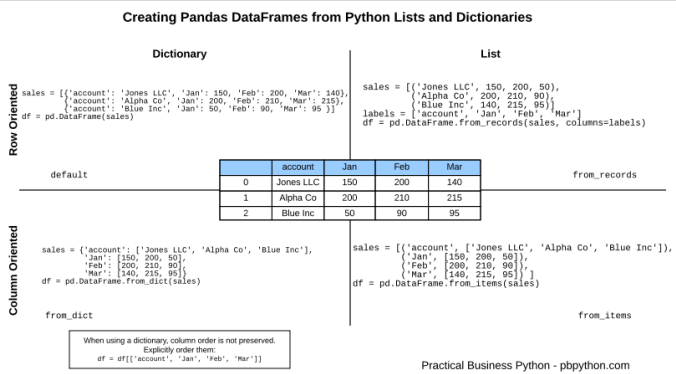 Creating Pandas DataFrames from Python Lists and Dictionaries
Dictionary
List
Row Oriented
sales = [{'account': 'Jones LLC', 'Jan': 150, 'Feb': 200, 'Mar': 140},
{'account': 'Alpha Co', 'Jan': 200, 'Feb': 210, 'Mar': 215},
{'account': 'Blue Inc', 'Jan': 50, 'Feb': 90, 'Mar': 95 }]
df = pd.DataFrame(sales)
default
sales = [('Jones LLC', 150, 200, 50),
('Alpha Co', 200, 210, 90),
('Blue Inc', 140, 215, 95)]
labels = ['account', 'Jan', 'Feb', 'Mar']
df = pd.DataFrame.from_records(sales, columns=labels)
from_records
account Jan Feb Mar
0 Jones LLC 150 200 140
1 Alpha Co 200 210 215
2 Blue Inc 50 90 95
Column Oriented
sales = {'account': ['Jones LLC', 'Alpha Co', 'Blue Inc'],
'Jan': [150, 200, 50],
'Feb': [200, 210, 90],
'Mar': [140, 215, 95]}
df = pd.DataFrame.from_dict(sales)
from_dict
sales = [('account', ['Jones LLC', 'Alpha Co', 'Blue Inc']),
('Jan', [150, 200, 50]),
('Feb', [200, 210, 90]),
('Mar', [140, 215, 95]) ]
df = pd.DataFrame.from_items(sales)
from_items
When using a dictionary, column order is not preserved.
Explicitly order them:
df = df[['account', 'Jan', 'Feb', 'Mar']]
Practical Business Python - pbpython.com